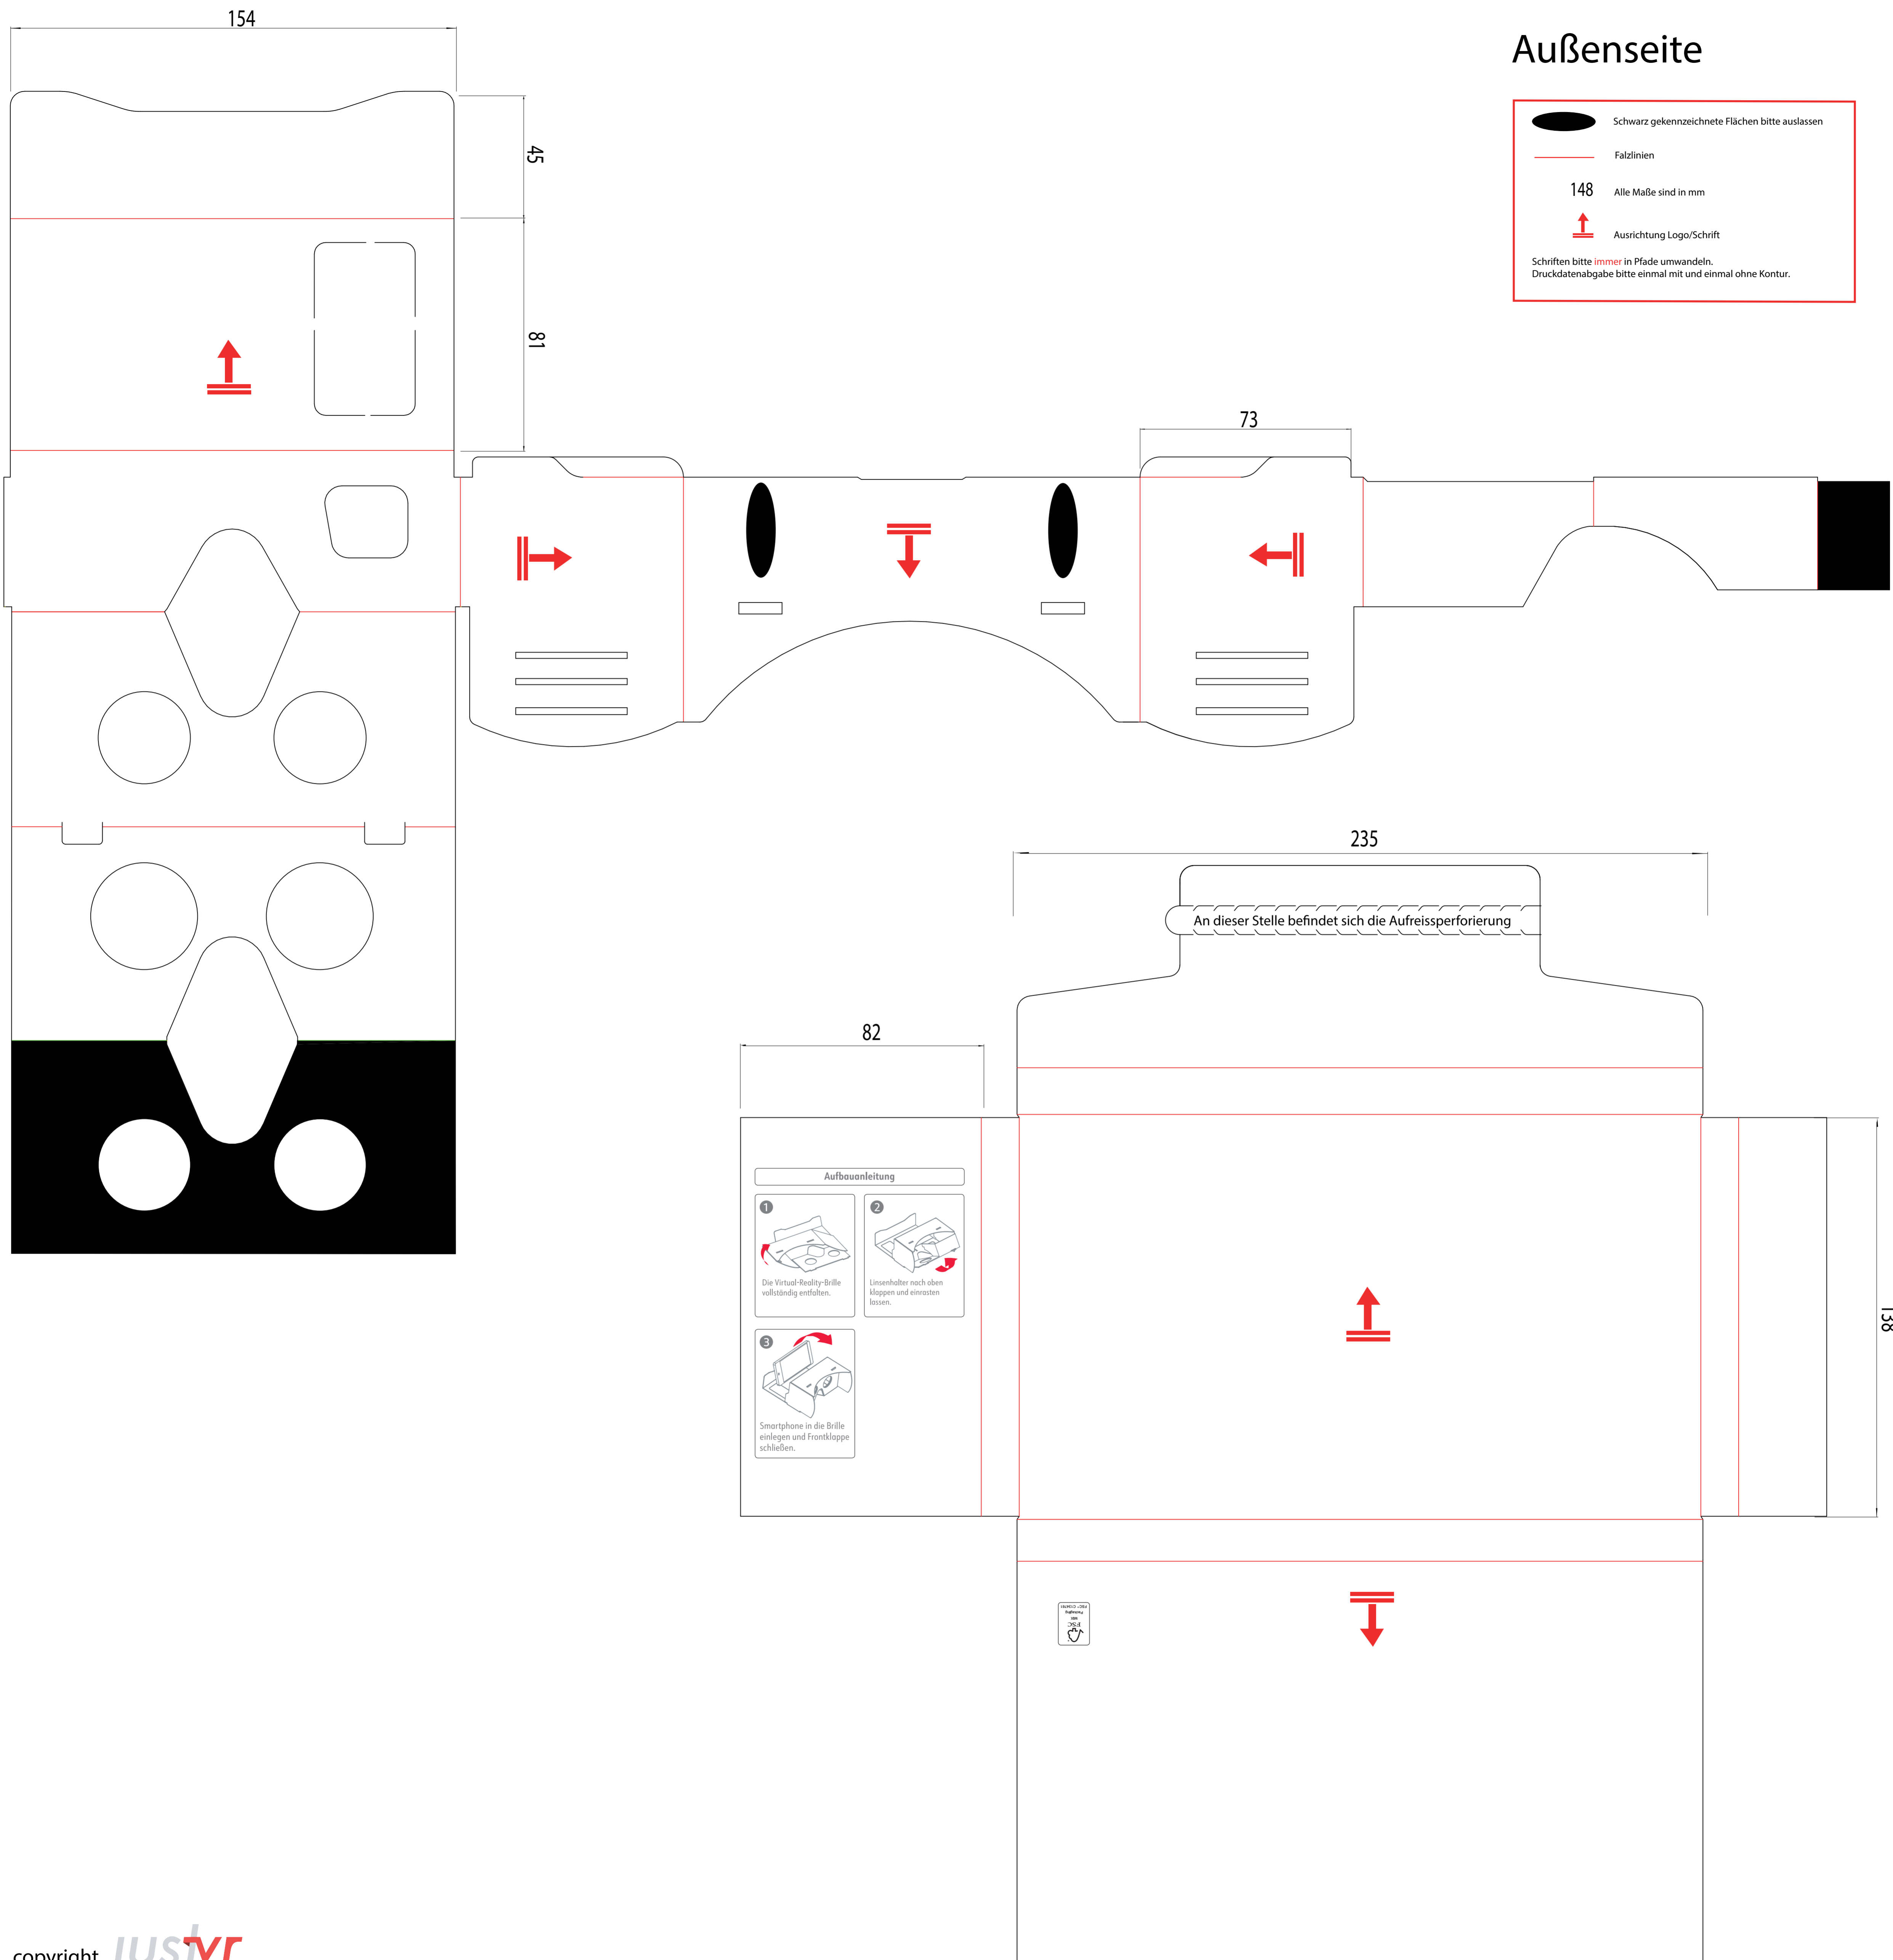 154
Außenseite
Schwarz gekennzeichnete Flächen bitte auslassen
Falzlinien
148 Alle Maße sind in mm
Ausrichtung Logo/Schrift
Schriften bitte immer in Pfade umwandeln.
Druckdatenabgabe bitte einmal mit und einmal ohne Kontur.
45
81
73
235
An dieser Stelle befindet sich die Aufreissperforierung
82
138
Aufbauanleitung
1
Die Virtual-Reality-Brille
vollständig entfalten.
2
Linsenhalter nach oben
klappen und einrasten
lassen.
3
Smartphone in die Brille
einlegen und Frontklappe
schließen.
FSC
copyright